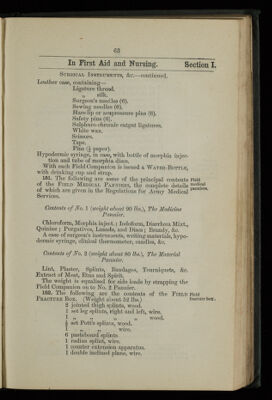 63
In First Aid and Nursing. Section I.
Surgical Instruments, &c.—continued.
Leather case, containing—
Ligature thread.
„ silk.
Surgeon's needles (6).
Sewing needles (6).
Hare lip or acupressure pins (6).
Safety pins (6).
Sulphuro-chromic catgut ligatures.
White wax.
Scissors.
Tape.
Pins (¼ paper).
Hypodermic syringe, in case, with bottle of morphia injec-
tion and tube of morphia discs.
With each Field Companion is issued a Water-Bottle,
with drinking cup and strap.
181. The following are some of the principal contents
of the Field Medical Panniers, the complete details
of which are given in the Regulations for Army Medical
Services.
Field
medical
panniers.
Contents of No. 1 (weight about 90 lbs.), The Medicine
Pannier.
Chloroform, Morphia inject.; Iodoform, Diarrhœa Mixt.,
Quinine; Purgatives, Lanolin, and Discs; Brandy, &c.
A case of surgeon's instruments, writing materials, hypo-
dermic syringe, clinical thermometer, candles, &c.
Contents of No. 2 (weight about 80 lbs.), The Material
Pannier.
Lint, Plaster, Splints, Bandages, Tourniquets, &c.
Extract of Meat, Etna and Spirit.
The weight is equalised for side loads by strapping the
Field Companion on to No. 2 Pannier.
182. The following are the contents of the Field
Fracture Box. (Weight about 52 lbs.)
Field
fracture box.
2 jointed thigh splints, wood.
1 set leg splints, right and left, wire.
1 „ „ „ „ wood.
½ set Pott's splints, wood.
½ „ „ wire.
6 pasteboard splints
1 radius splint, wire.
1 counter extension apparatus.
1 double inclined plane, wire.